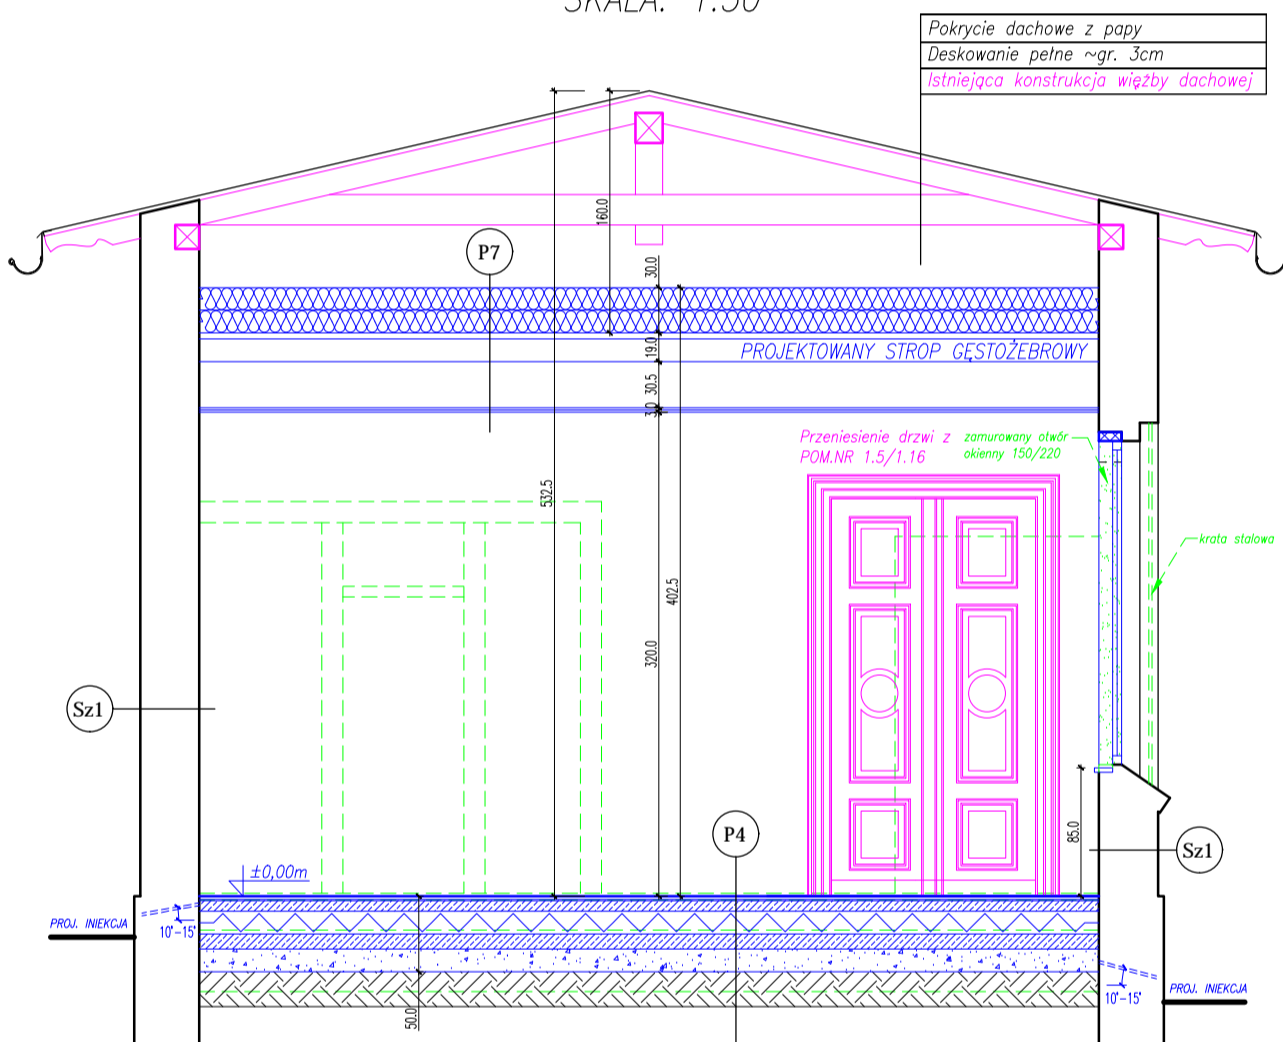 SKALA: 1:50
Pokrycie dachowe z papy
Deskowanie pełne ~gr. 3cm
Istniejąca konstrukcja więźby dachowej
160.0
P7
30.0
19.0
PROJEKTOWANY STROP GĘSTOŻEBROWY
30.5
3.0
Przeniesienie drzwi z
POM.NR 1.5/1.16
zamurowany otwór
okienny 150/220
532.5
krata stalowa
402.5
320.0
Sz1
85.0
P4
Sz1
±0,00m
PROJ. INIEKCJA
10°-15°
10°-15°
PROJ. INIEKCJA
50.0